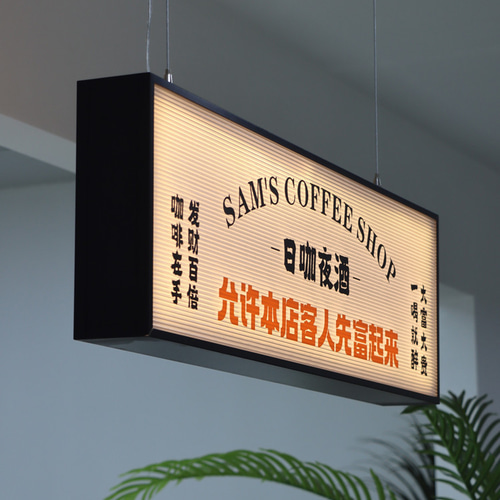 SAM'S COFFEE SHOP
日咖夜酒
允许本店客人先富起来
发财百倍
咖啡在手
大富大贵
一喝就醉